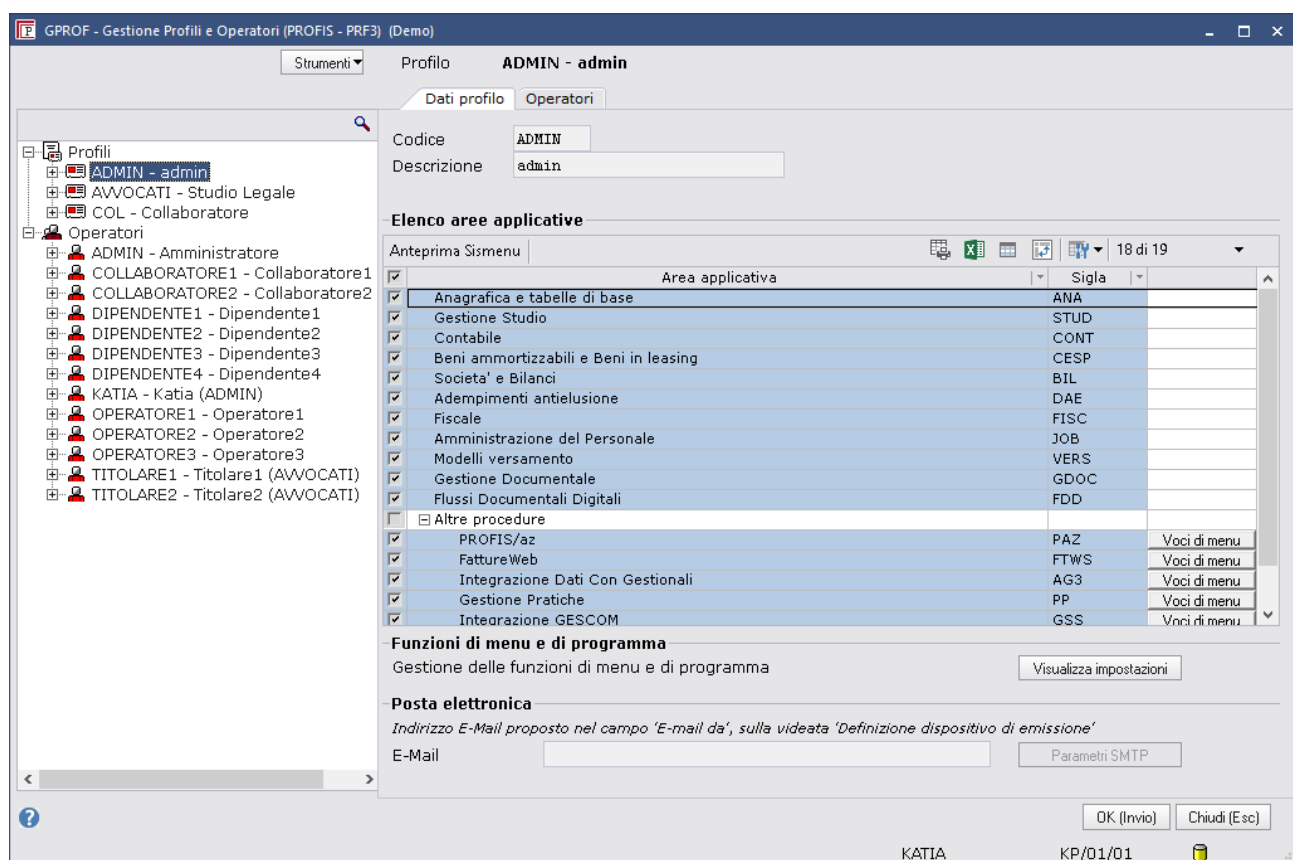 GPROF - Gestione Profili e Operatori (PROFIS - PRF3) (Demo)
Strumenti
Profilo ADMIN - admin
Dati profilo Operatori
Profili
ADMIN - admin
AVVOCATI - Studio Legale
COL - Collaboratore
Operatori
ADMIN - Amministratore
COLLABORATORE1 - Collaboratore1
COLLABORATORE2 - Collaboratore2
DIPENDENTE1 - Dipendente1
DIPENDENTE2 - Dipendente2
DIPENDENTE3 - Dipendente3
DIPENDENTE4 - Dipendente4
KATIA - Katia (ADMIN)
OPERATORE1 - Operatore1
OPERATORE2 - Operatore2
OPERATORE3 - Operatore3
TITOLARE1 - Titolare1 (AVVOCATI)
TITOLARE2 - Titolare2 (AVVOCATI)
Codice ADMIN
Descrizione admin
Elenco aree applicative
Anteprima Sismenu 18 di 19
Area applicativa Sigla
Anagrafica e tabelle di base ANA
Gestione Studio STUD
Contabile CONT
Beni ammortizzabili e Beni in leasing CESP
Societa' e Bilanci BIL
Adempimenti antielusione DAE
Fiscale FISC
Amministrazione del Personale JOB
Modelli versamento VERS
Gestione Documentale GDOC
Flussi Documentali Digitali FDD
Altre procedure
PROFIS/az PAZ Voci di menu
FattureWeb FTWS Voci di menu
Integrazione Dati Con Gestionali AG3 Voci di menu
Gestione Pratiche PP Voci di menu
Integrazione GESCOM GSS Voci di menu
Funzioni di menu e di programma
Gestione delle funzioni di menu e di programma Visualizza impostazioni
Posta elettronica
Indirizzo E-Mail proposto nel campo 'E-mail da', sulla videata 'Definizione dispositivo di emissione'
E-Mail Parametri SMTP
OK (Invio) Chiudi (Esc)
KATIA KP/01/01